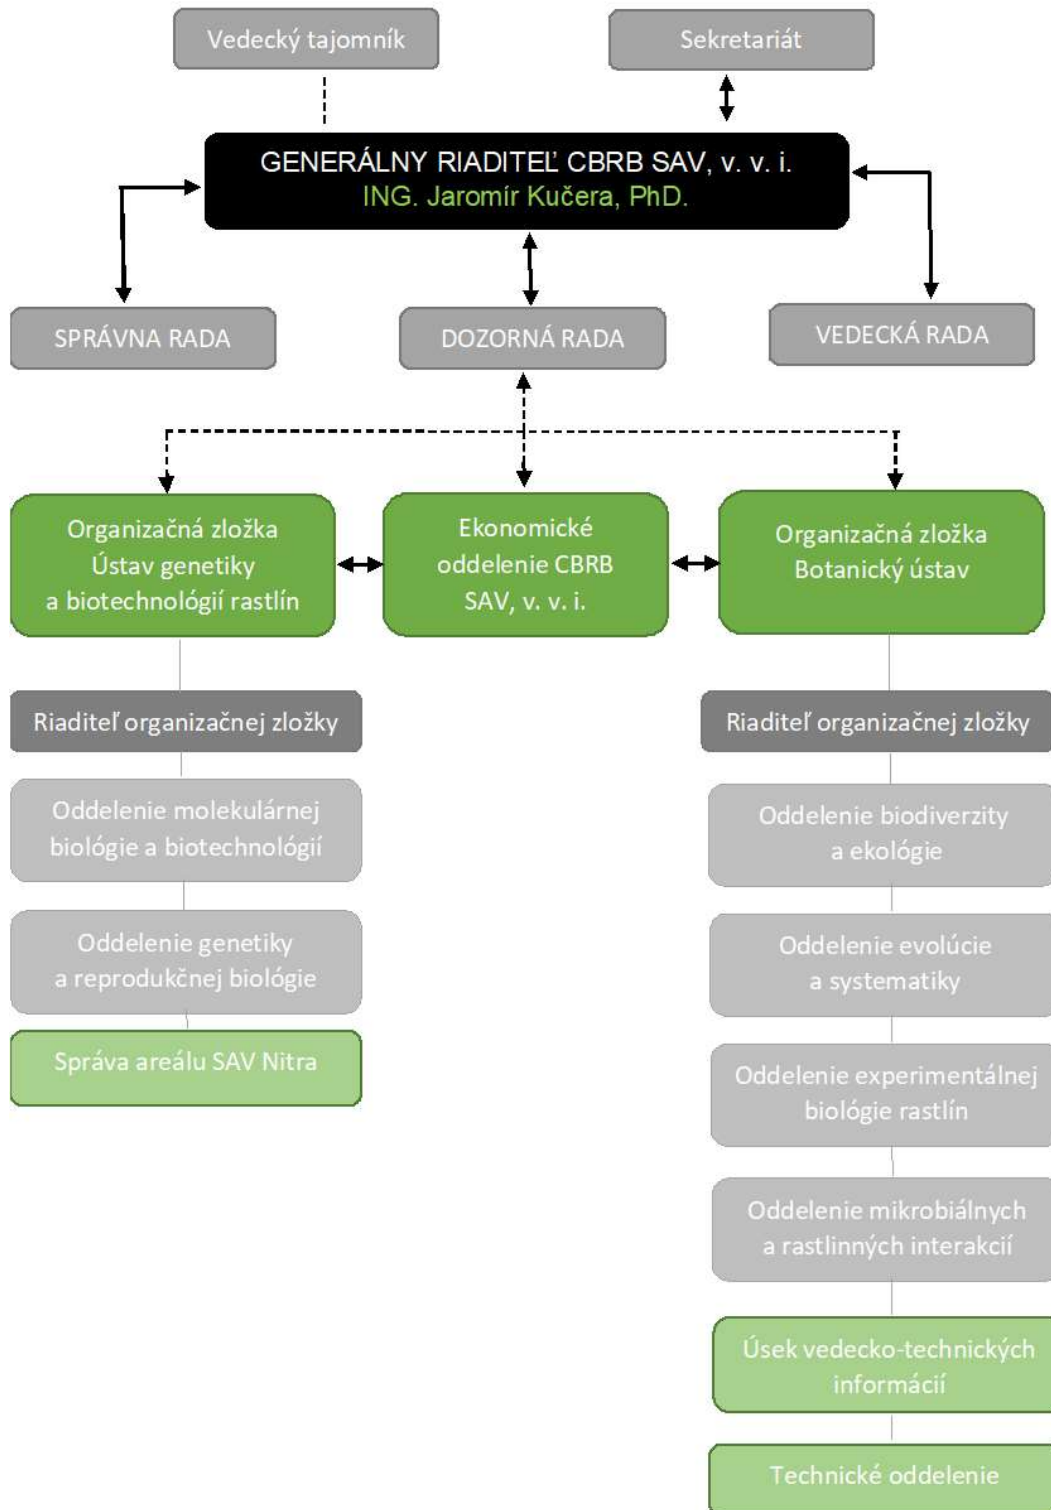 Vedecký tajomník
Sekretariát
GENERÁLNY RIADITEĽ CBRB SAV, v. v. i.
ING. Jaromír Kučera, PhD.
SPRÁVNA RADA
DOZORNÁ RADA
VEDECKÁ RADA
Organizačná zložka
Ústav genetiky
a biotechnológií rastlín
Ekonomické
oddelenie CBRB
SAV, v. v. i.
Organizačná zložka
Botanický ústav
Riaditeľ organizačnej zložky
Oddelenie molekulárnej
biológie a biotechnológií
Oddelenie genetiky
a reprodukčnej biológie
Správa areálu SAV Nitra
Riaditeľ organizačnej zložky
Oddelenie biodiverzity
a ekológie
Oddelenie evolúcie
a systematiky
Oddelenie experimentálnej
biológie rastlín
Oddelenie mikrobiálnych
a rastlinných interakcií
Úsek vedecko-technických
informácií
Technické oddelenie